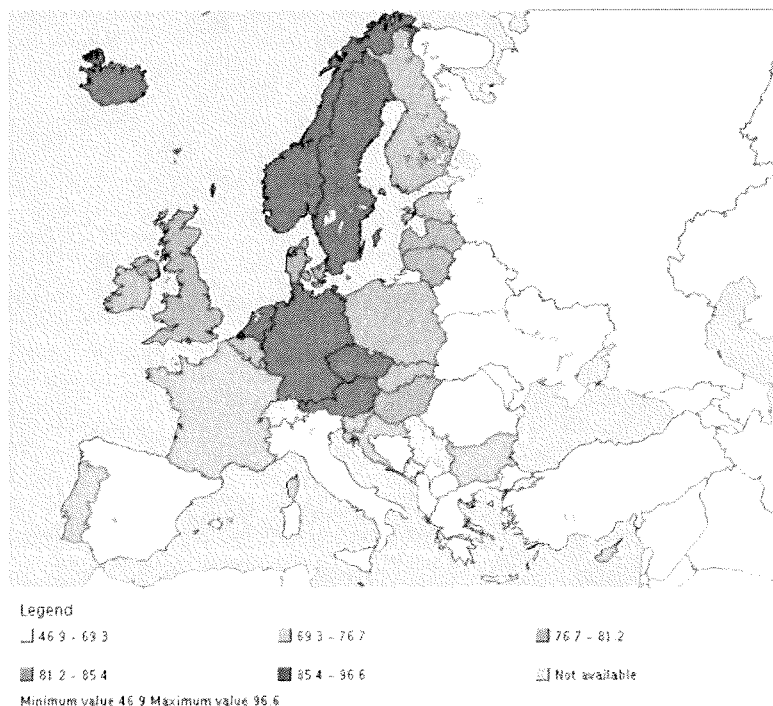 Legend
46.9 - 69.3 69.3 - 76.7 76.7 - 81.2
81.2 - 85.4 85.4 - 96.6 Not available
Minimum value 46.9 Maximum value 96.6